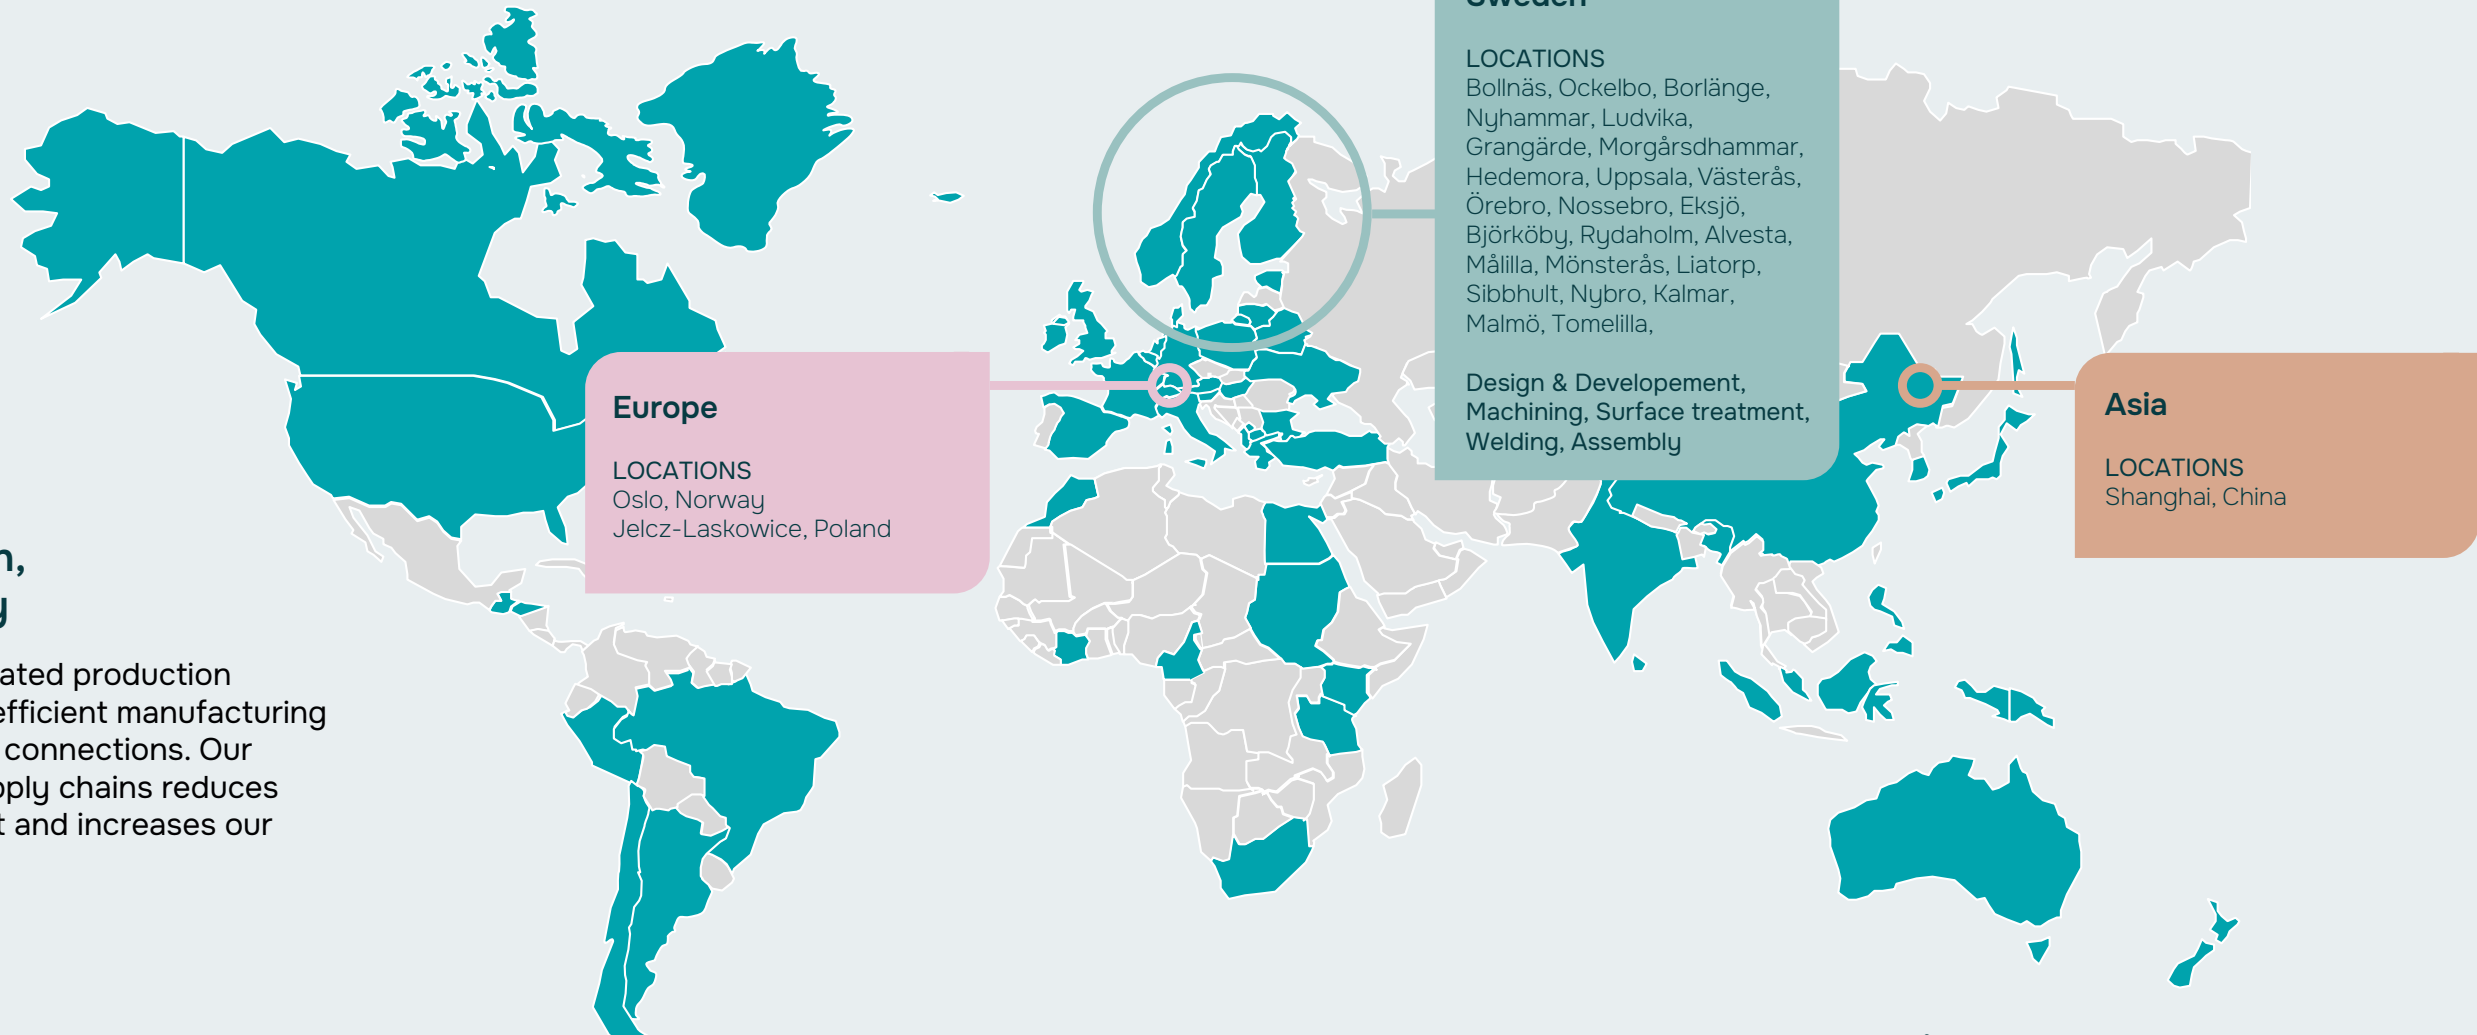 Sweden
LOCATIONS
Bollnäs, Ockelbo, Borlänge,
Nyhammar, Ludvika,
Grangärde, Morgårsdhammar,
Hedemora, Uppsala, Västerås,
Örebro, Nossebro, Eksjö,
Björköby, Rydaholm, Alvesta,
Målilla, Mönsterås, Liatorp,
Sibbhult, Nybro, Kalmar,
Malmö, Tomelilla,
Design & Developement,
Machining, Surface treatment,
Welding, Assembly
Europe
LOCATIONS
Oslo, Norway
Jelcz-Laskowice, Poland
Asia
LOCATIONS
Shanghai, China
production
efficient manufacturing
connections. Our
chains reduces
and increases our